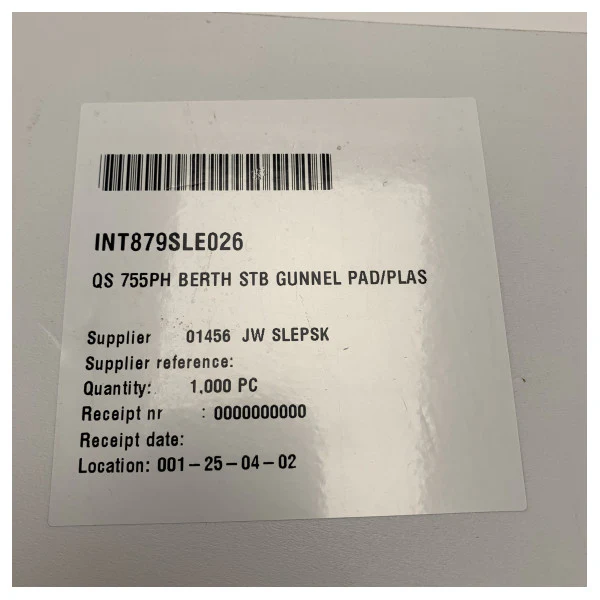 INT879SLE026
QS 755PH BERTH STB GUNNEL PAD/PLAS
Supplier 01456 JW SLEPSK
Supplier reference:
Quantity: 1,000 PC
Receipt nr : 0000000000
Receipt date:
Location: 001-25-04-02